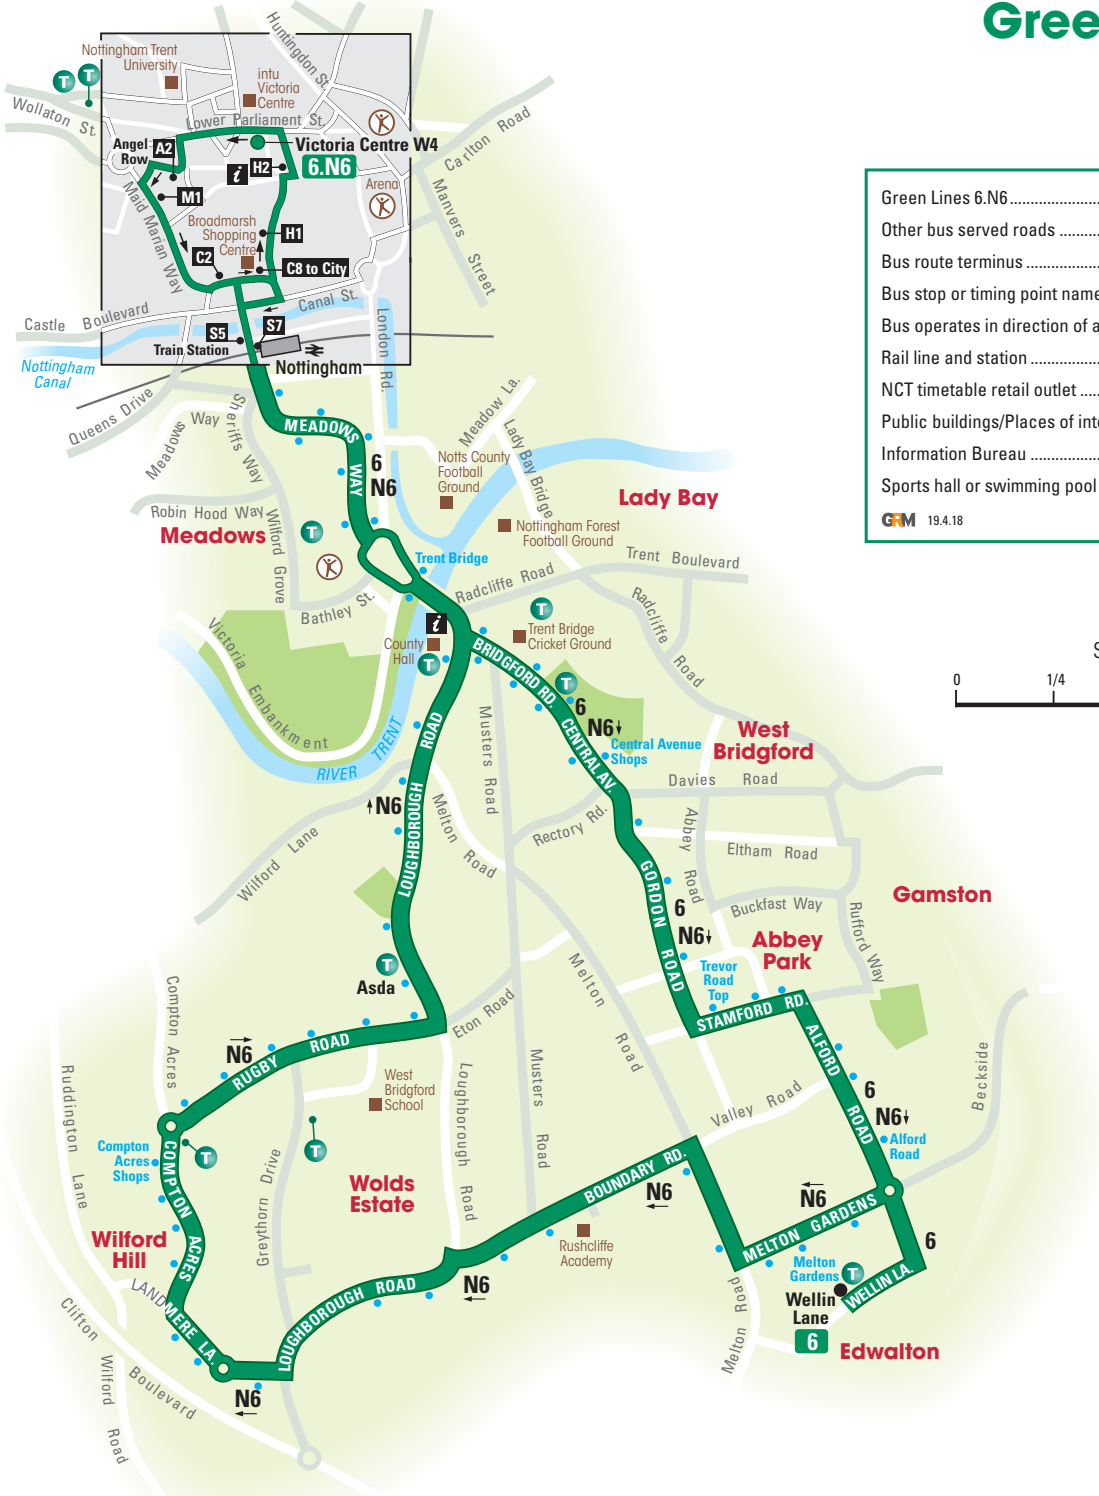 Gree
Huntingdon St.
Nottingham Trent
University
intu
Victoria
Centre
T
T
Wollaton St.
Lower Parliament St.
Carlton Road
Angel
Row
A2
Victoria Centre W4
6.N6
i
H2
M1
Arena
Manvers Street
Maid Marian Way
Broadmarsh
Shopping
Centre
H1
C2
C8 to City
Canal St.
Castle Boulevard
S5
S7
Train Station
London Rd.
Nottingham
Canal
Nottingham
Queens Drive
Green Lines 6.N6
Other bus served roads
Bus route terminus
Bus stop or timing point name
Bus operates in direction of a
Rail line and station
NCT timetable retail outlet
Public buildings/Places of inte
Information Bureau
Sports hall or swimming pool
GRM 19.4.18
S
0 1/4
Meadows Way
Sheriffs Way
MEADOWS WAY
Meadow La.
Lady Bay Bridge
6
N6
Notts County
Football
Ground
Lady Bay
Robin Hood Way
Wilford Grove
Meadows
T
Nottingham Forest
Football Ground
Trent Bridge
Trent Boulevard
Radcliffe Road
Radcliffe Road
Bathley St.
i
T
County
Hall
T
Trent Bridge
Cricket Ground
Victoria Embankment
BRIDGFORD RD.
T
6
N6
CENTRAL AV.
Central Avenue
Shops
West
Bridgford
RIVER TRENT
LOUGHBOROUGH ROAD
Musters Road
Davies Road
N6
Melton Road
Rectory Rd.
Abbey Road
Eltham Road
Wilford Lane
GORDON ROAD
Buckfast Way
Rufford Way
Gamston
6
N6
Abbey
Park
Trevor
Road
Top
T
Asda
Melton Road
Compton Acres
Eton Road
STAMFORD RD.
ALFORD ROAD
N6
RUGBY ROAD
Ruddington Lane
West
Bridgford
School
Loughborough Road
Musters Road
Valley Road
Beckside
6
N6
Alford
Road
Compton
Acres
Shops
T
T
COMPTON ACRES
Greythorn Drive
Wolds
Estate
BOUNDARY RD.
N6
N6
MELTON GARDENS
Wilford
Hill
Rushcliffe
Academy
6
Melton
Gardens
T
WELLIN LA.
Wellin
Lane
6
Edwalton
LANDMERE LA.
LOUGHBOROUGH ROAD
N6
Melton Road
Clifton Boulevard
Wilford Road
N6